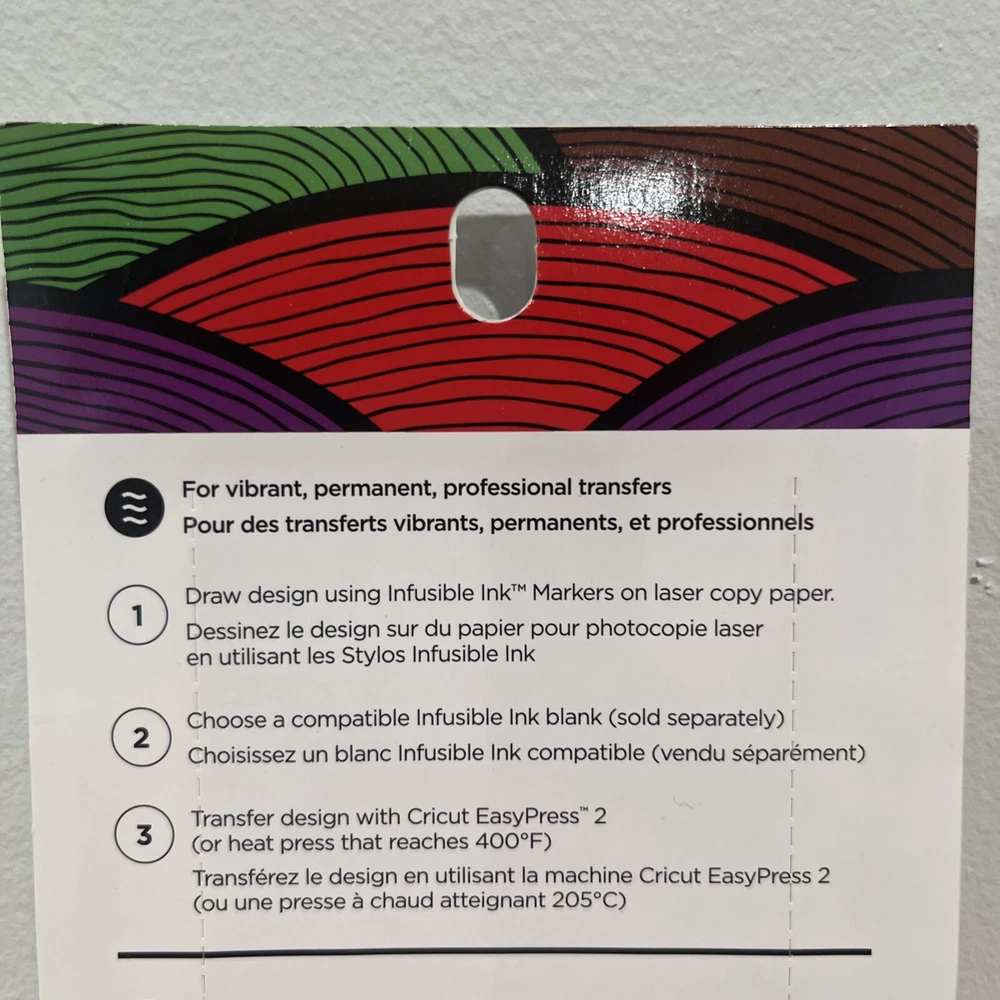 For vibrant, permanent, professional transfers
Pour des transferts vibrants, permanents, et professionnels
1
Draw design using Infusible Ink™ Markers on laser copy paper.
Dessinez le design sur du papier pour photocopie laser
en utilisant les Stylos Infusible Ink
2
Choose a compatible Infusible Ink blank (sold separately)
Choisissez un blanc Infusible Ink compatible (vendu séparément)
3
Transfer design with Cricut EasyPress™ 2
(or heat press that reaches 400°F)
Transférez le design en utilisant la machine Cricut EasyPress 2
(ou une presse à chaud atteignant 205°C)